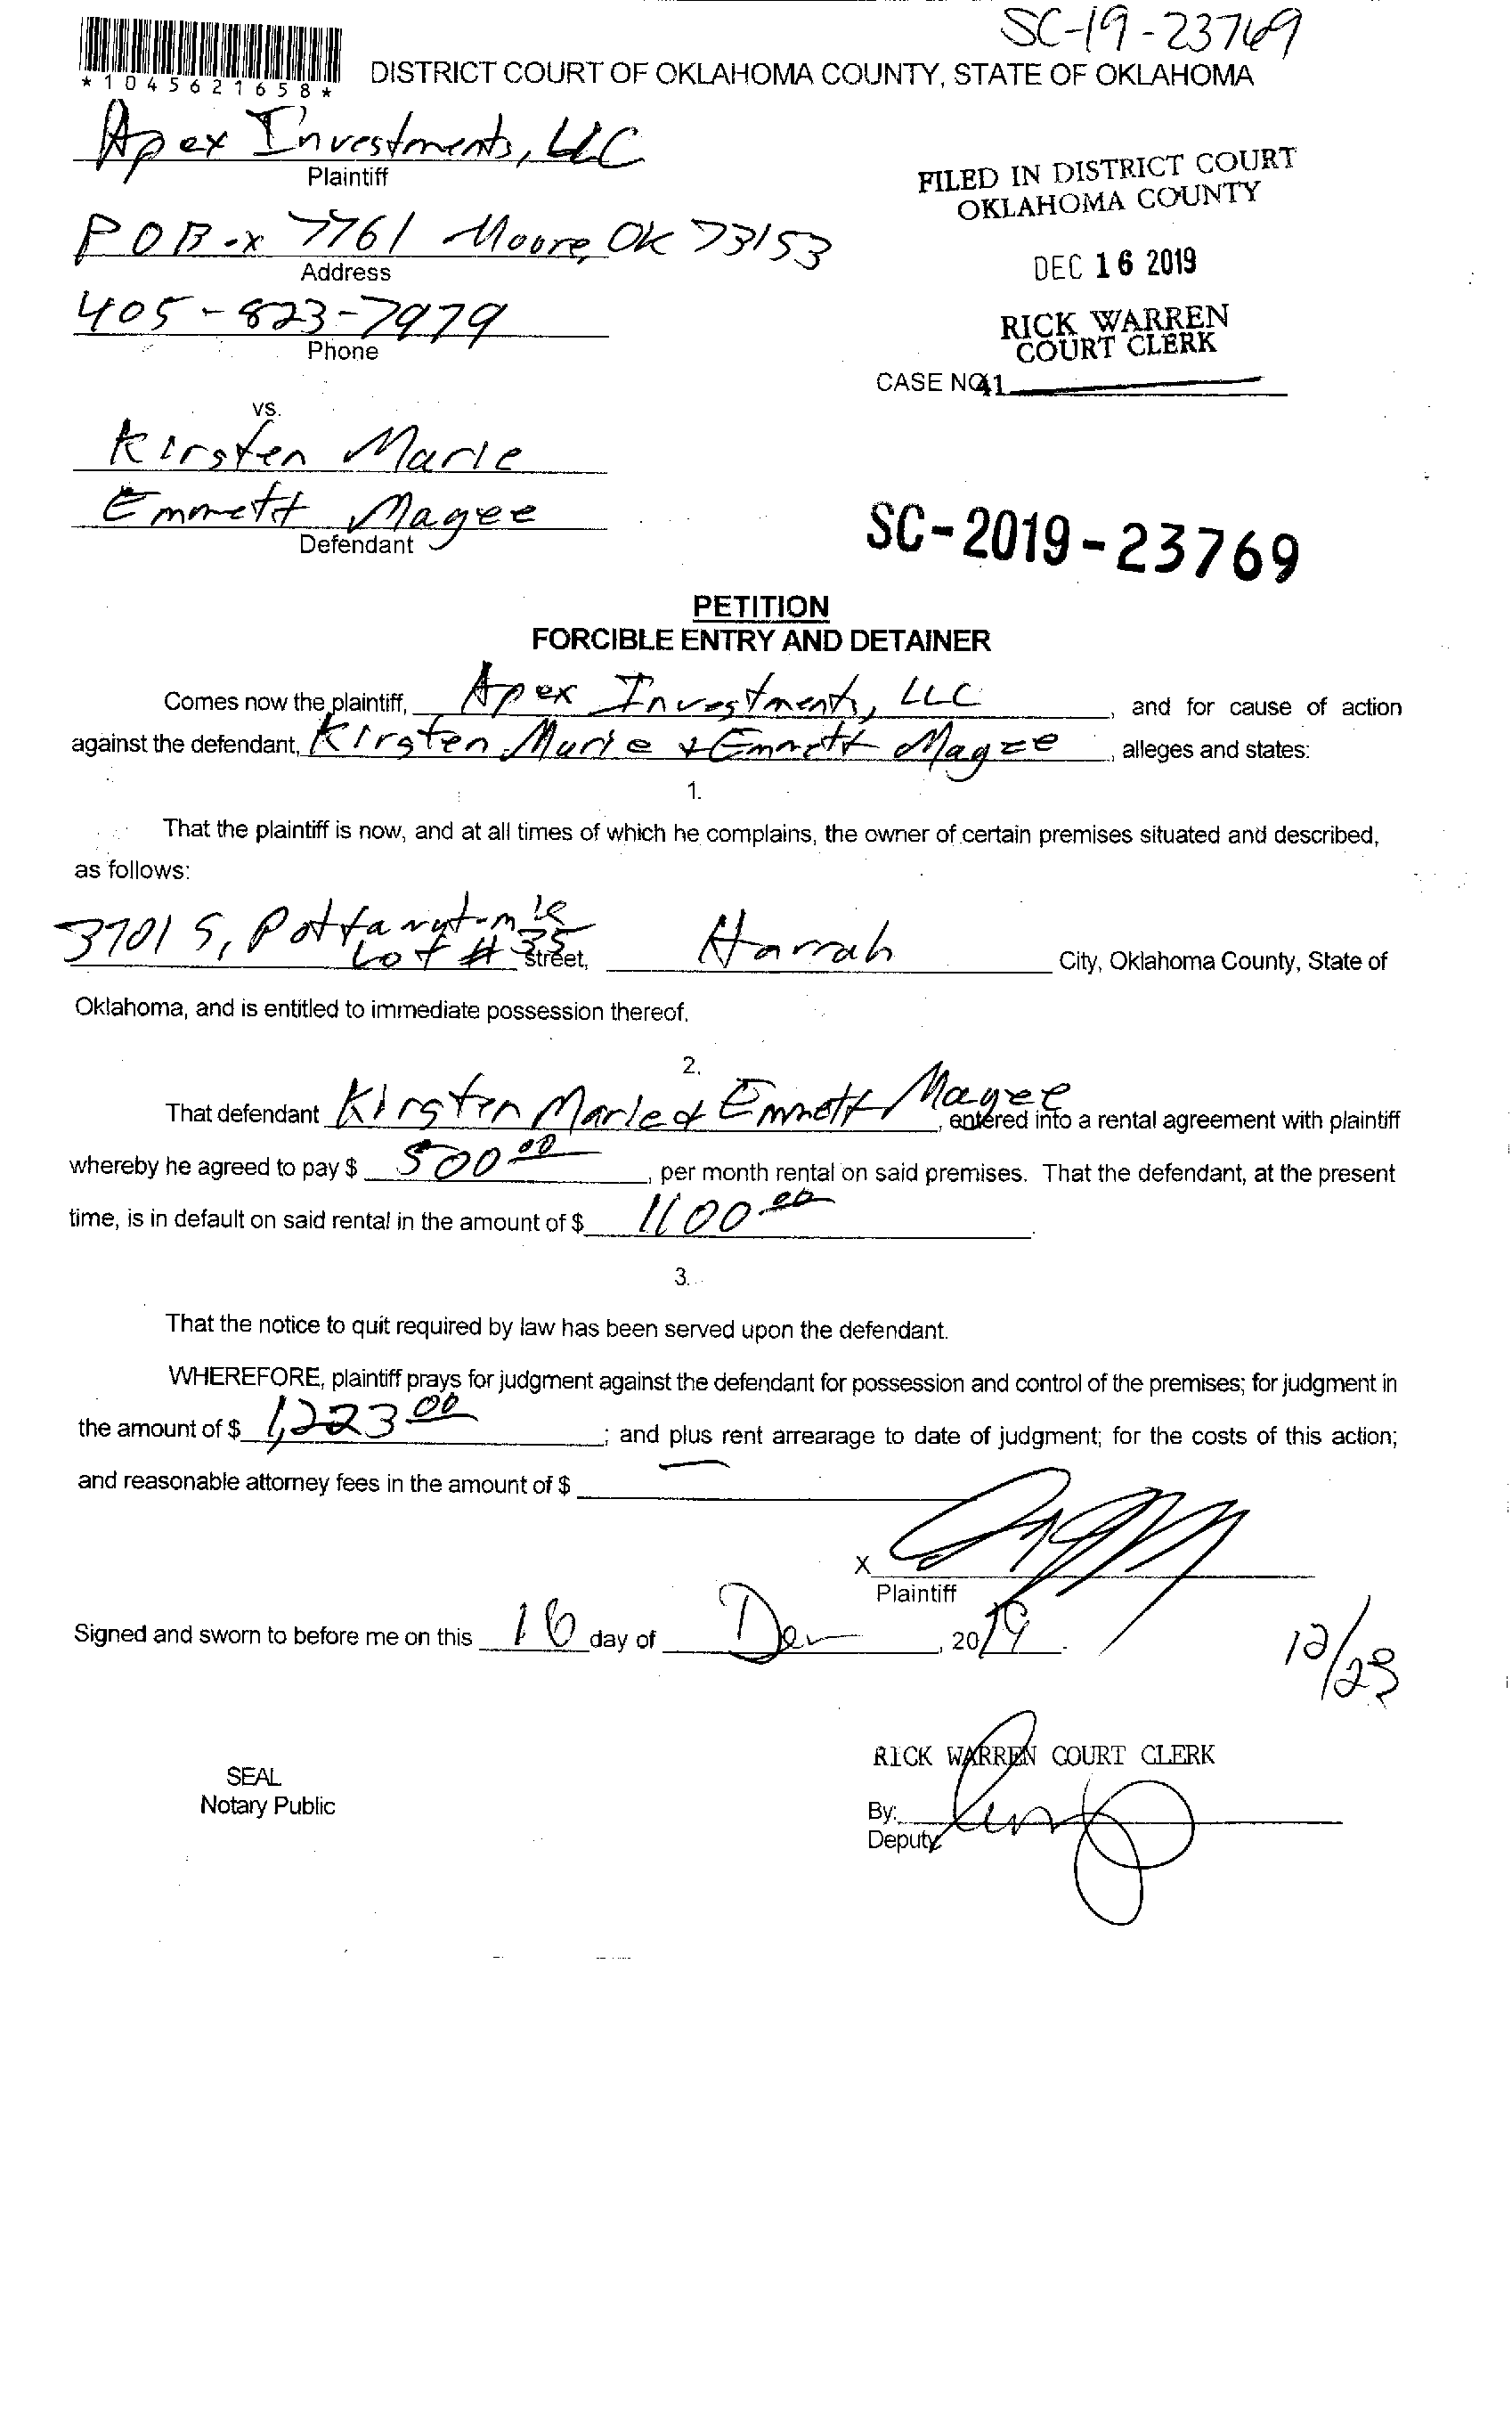 SC-19-23769
*1045621658*
DISTRICT COURT OF OKLAHOMA COUNTY, STATE OF OKLAHOMA
Apex Investments, LLC
Plaintiff
FILED IN DISTRICT COURT
OKLAHOMA COUNTY
P O Box 7761 Moore, OK 73153
Address
DEC 16 2019
405-823-7979
Phone
RICK WARREN
COURT CLERK
CASE NO. 41
vs.
Kirsten Marie
Emmett Magee
Defendant
SC-2019-23769
PETITION
FORCIBLE ENTRY AND DETAINER
Comes now the plaintiff, Apex Investments, LLC, and for cause of action
against the defendant, Kirsten Marie & Emmett Magee, alleges and states:
1.
That the plaintiff is now, and at all times of which he complains, the owner of certain premises situated and described,
as follows:
3701 S, Pottawatomie
Lot # 35 Street, Harrah City, Oklahoma County, State of
Oklahoma, and is entitled to immediate possession thereof.
2.
That defendant Kirsten Marie & Emmett Magee, entered into a rental agreement with plaintiff
whereby he agreed to pay $ 500.00, per month rental on said premises. That the defendant, at the present
time, is in default on said rental in the amount of $ 1100.00.
3.
That the notice to quit required by law has been served upon the defendant.
WHEREFORE, plaintiff prays for judgment against the defendant for possession and control of the premises; for judgment in
the amount of $ 1,223 00; and plus rent arrearage to date of judgment; for the costs of this action;
and reasonable attorney fees in the amount of $
X
Plaintiff
Signed and sworn to before me on this 16 day of Dec, 2019.
12/23
RICK WARREN COURT CLERK
SEAL
Notary Public
By:
Deputy